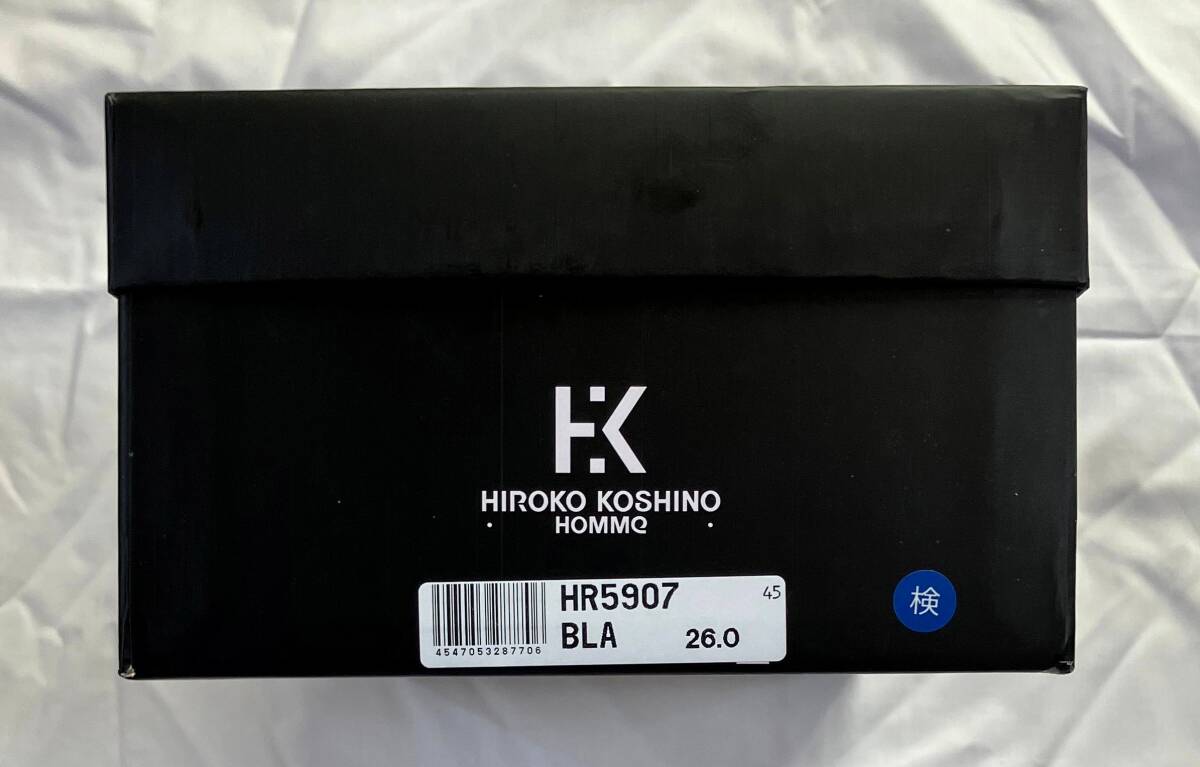 HK
HIROKO KOSHINO
HOMME
HR5907
45
BLA 26.0
4547053287706
検